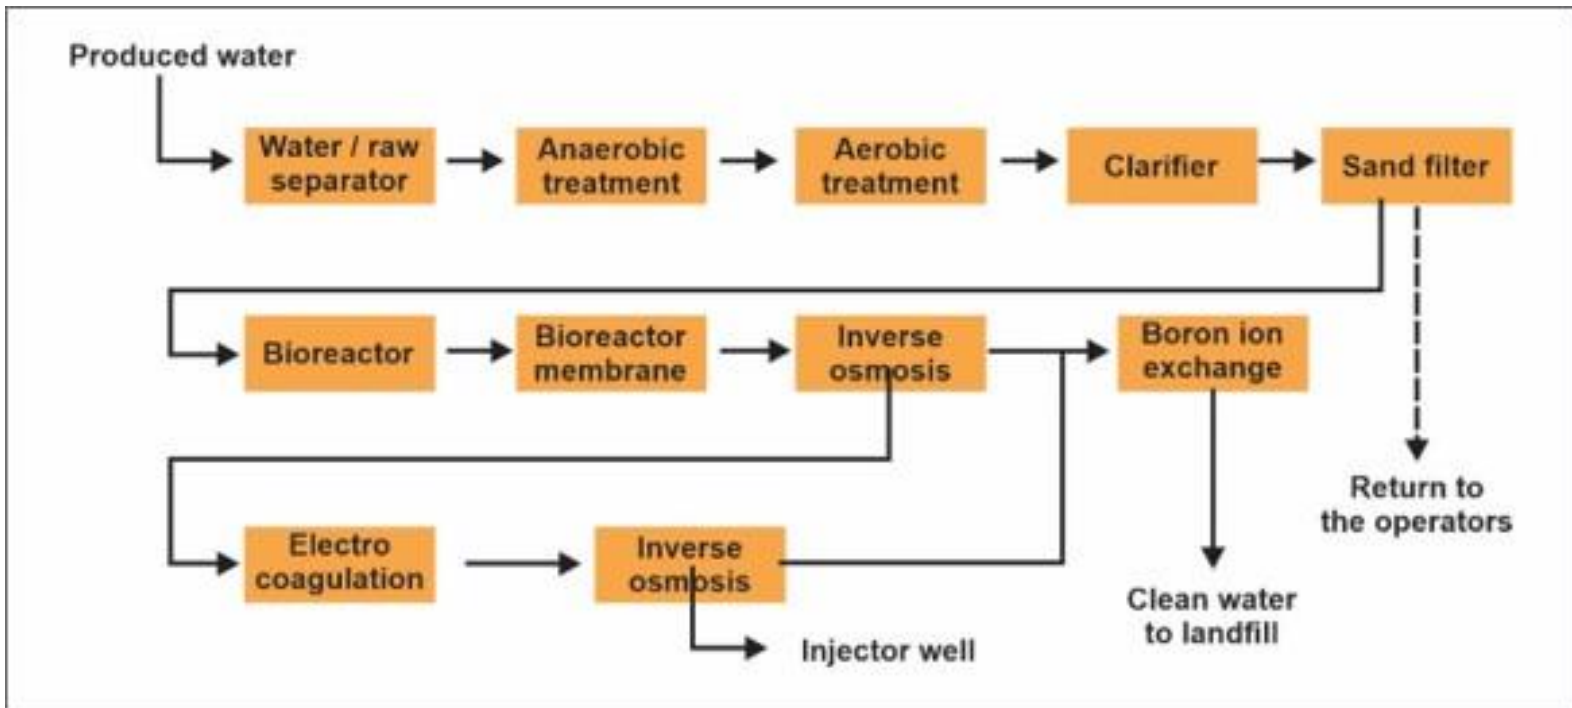 Produced water
Water / raw
separator
Anaerobic
treatment
Aerobic
treatment
Clarifier
Sand filter
Bioreactor
Bioreactor
membrane
Inverse
osmosis
Boron ion
exchange
Return to
the operators
Electro
coagulation
Inverse
osmosis
Clean water
to landfill
Injector well